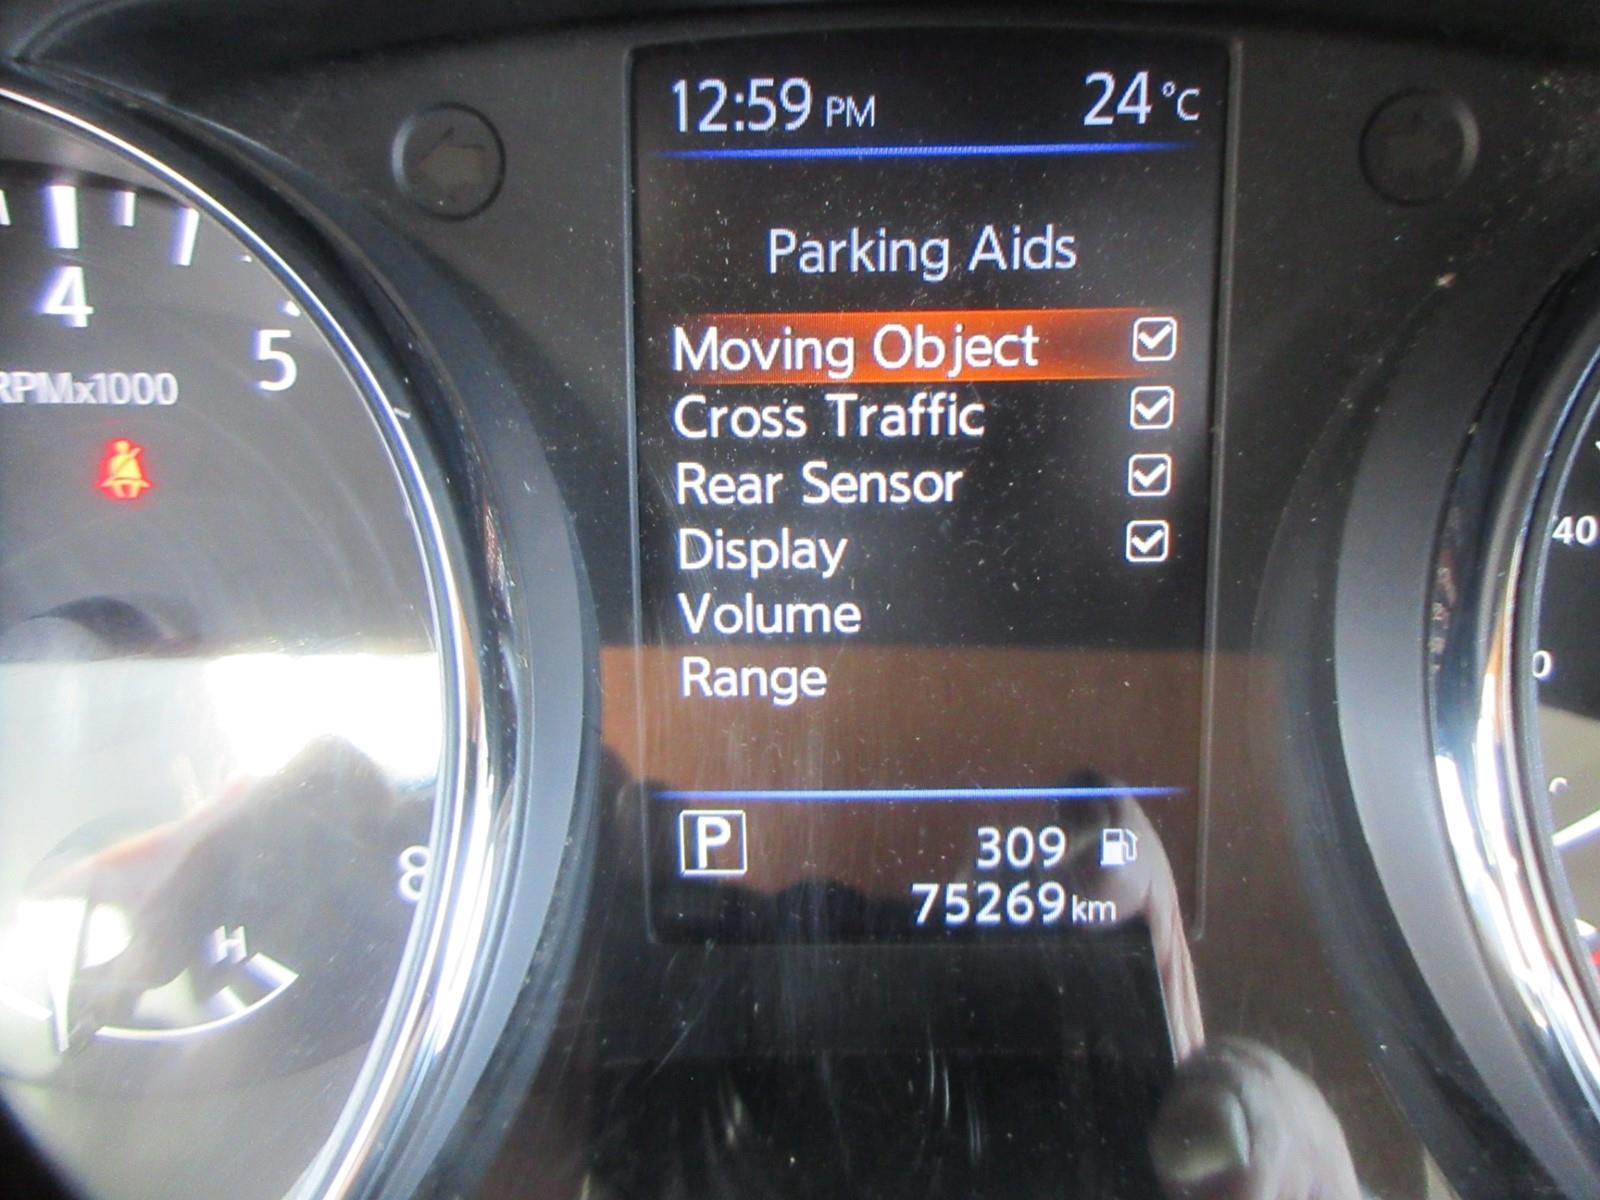 12:59 PM 24°C
Parking Aids
Moving Object
Cross Traffic
Rear Sensor
Display
Volume
Range
P 309
75269km
4
5
RPMx1000
8
H
40
0